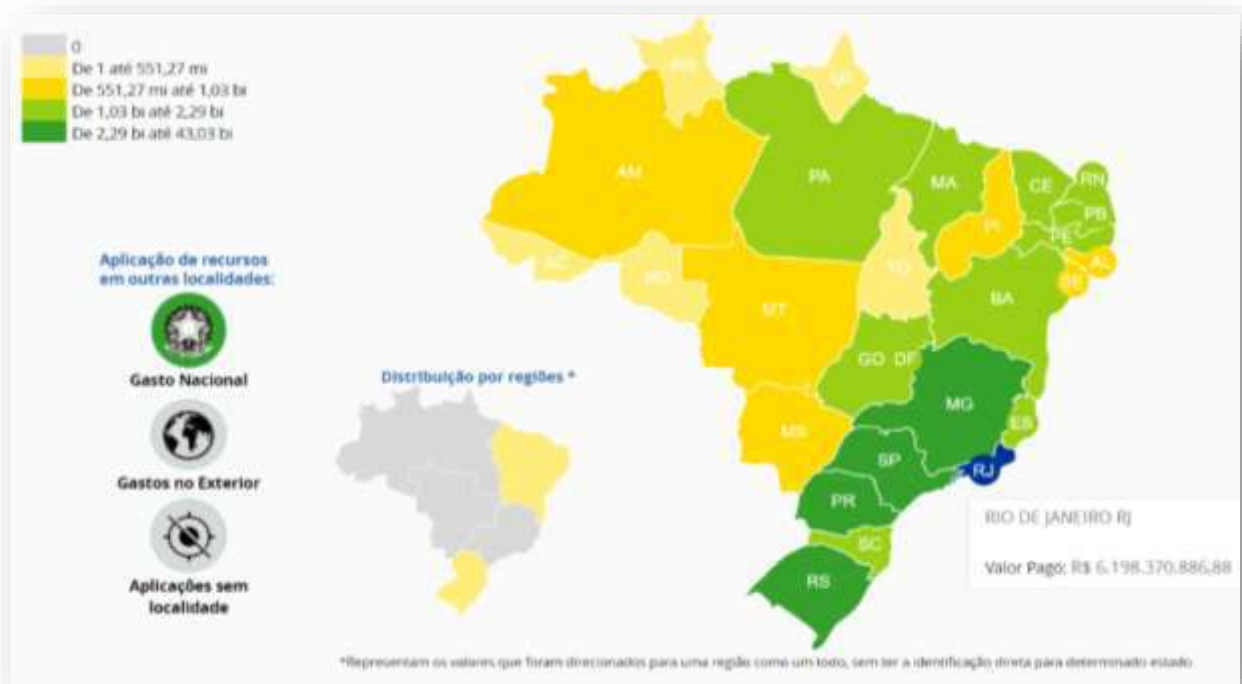 0
De 1 até 551,27 mi
De 551,27 mi até 1,03 bi
De 1,03 bi até 2,29 bi
De 2,29 bi até 43,03 bi
Aplicação de recursos
em outras localidades:
Gasto Nacional
Gastos no Exterior
Aplicações sem
localidade
Distribuição por regiões *
RR
AP
AM
PA
MA
CE
RN
PB
PE
PI
AL
SE
AC
RO
TO
MT
BA
GO DF
MG
ES
MS
SP
RJ
PR
SC
RS
RIO DE JANEIRO RJ
Valor Pago: R$ 6.198.370.886,88
*Representam os valores que foram direcionados para uma região como um todo, sem ter a identificação direta para determinado estado